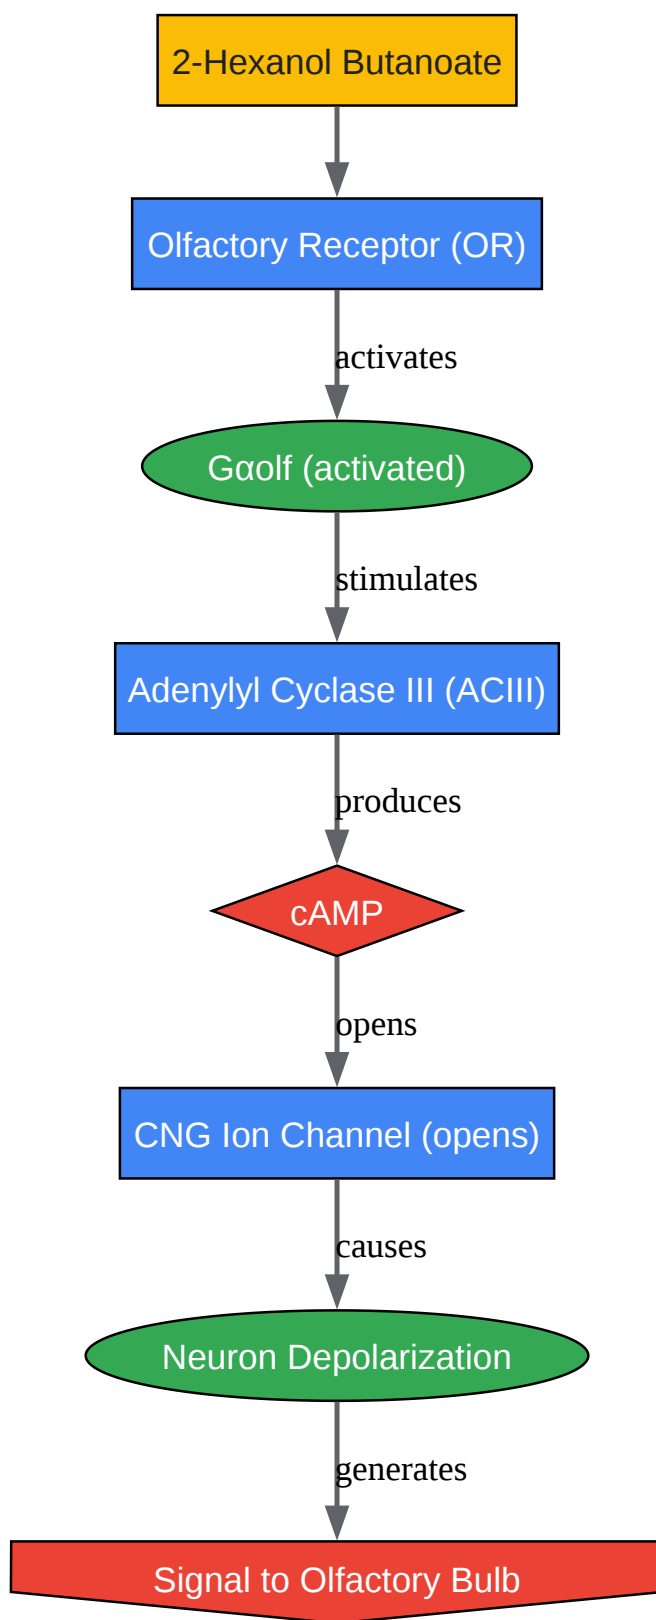 2-Hexanol Butanoate
Olfactory Receptor (OR)
activates
Gαolf (activated)
stimulates
Adenylyl Cyclase III (ACIII)
produces
cAMP
opens
CNG Ion Channel (opens)
causes
Neuron Depolarization
generates
Signal to Olfactory Bulb